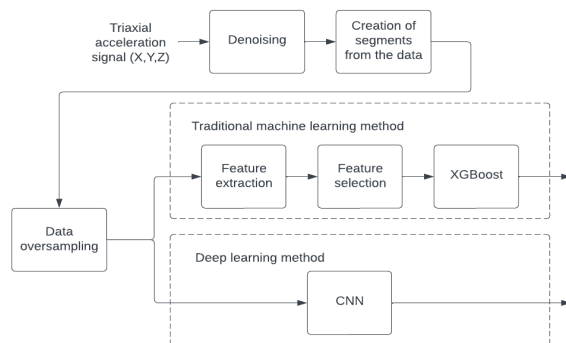 Triaxial
acceleration
signal (X,Y,Z)
Denoising
Creation of
segments
from the data
Traditional machine learning method
Feature
extraction
Feature
selection
XGBoost
Data
oversampling
Deep learning method
CNN